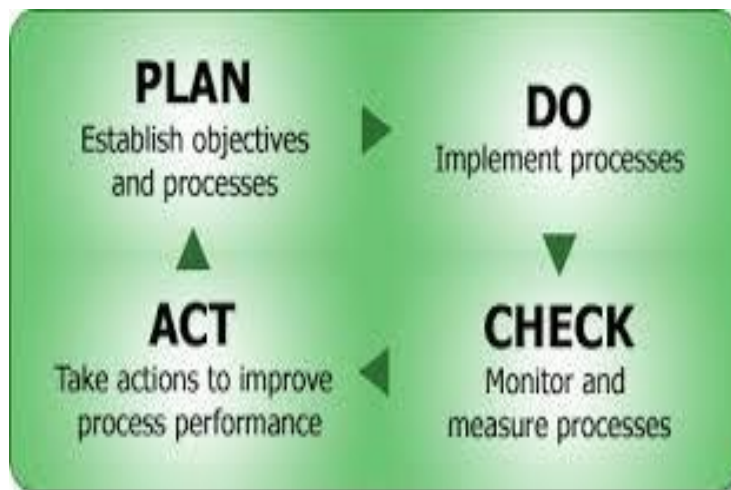 PLAN
Establish objectives
and processes
DO
Implement processes
ACT
Take actions to improve
process performance
CHECK
Monitor and
measure processes